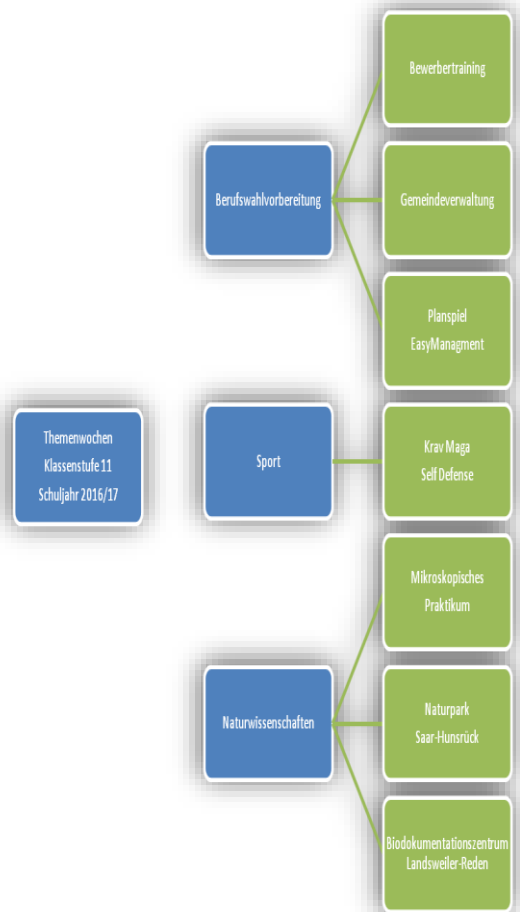 Themenwochen
Klassenstufe 11
Schuljahr 2016/17
Berufswahlvorbereitung
Bewerbertraining
Gemeindeverwaltung
Planspiel
EasyManagment
Sport
Krav Maga
Self Defense
Naturwissenschaften
Mikroskopisches
Praktikum
Naturpark
Saar-Hunsrück
Biodokumentationszentrum
Landsweiler-Reden